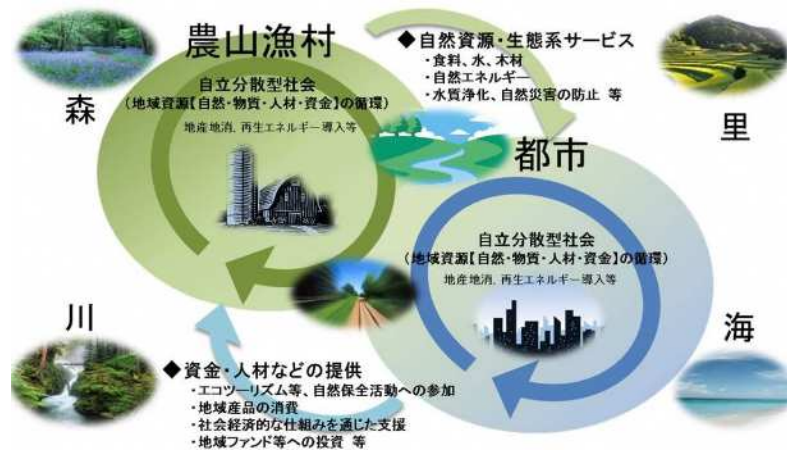 農山漁村
◆自然資源・生態系サービス
・食料、水、木材
・自然エネルギー
・水質浄化、自然災害の防止 等
森
自立分散型社会
(地域資源【自然・物質・人材・資金】の循環)
地産地消、再生エネルギー導入等
里
都市
自立分散型社会
(地域資源【自然・物質・人材・資金】の循環)
地産地消、再生エネルギー導入等
川
海
◆資金・人材などの提供
・エコツーリズム等、自然保全活動への参加
・地域産品の消費
・社会経済的な仕組みを通じた支援
・地域ファンド等への投資 等